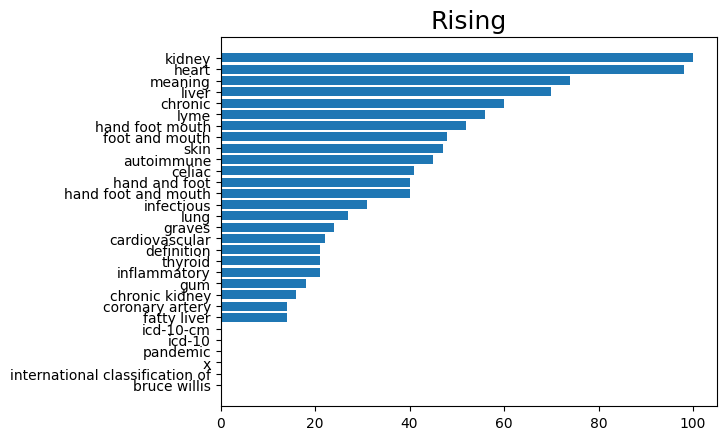 Rising
kidney
heart
meaning
liver
chronic
lyme
hand foot mouth
foot and mouth
skin
autoimmune
celiac
hand and foot
hand foot and mouth
infectious
lung
graves
cardiovascular
definition
thyroid
inflammatory
gum
chronic kidney
coronary artery
fatty liver
icd-10-cm
icd-10
pandemic
x
international classification of
bruce willis
0 20 40 60 80 100